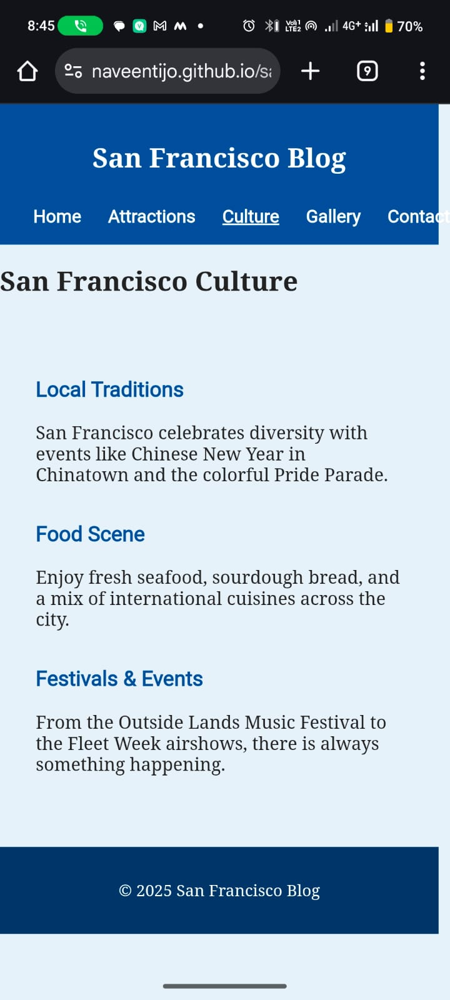 8:45
Vo)) 1
LTE2
4G+
70%
naveentijo.github.io/sa
9
San Francisco Blog
Home Attractions Culture Gallery Contact
San Francisco Culture
Local Traditions
San Francisco celebrates diversity with
events like Chinese New Year in
Chinatown and the colorful Pride Parade.
Food Scene
Enjoy fresh seafood, sourdough bread, and
a mix of international cuisines across the
city.
Festivals & Events
From the Outside Lands Music Festival to
the Fleet Week airshows, there is always
something happening.
© 2025 San Francisco Blog